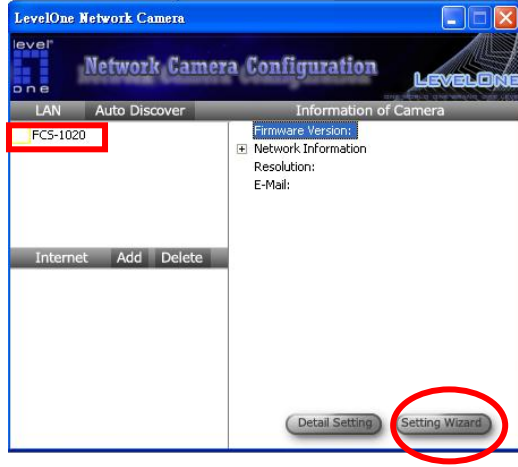 LevelOne Network Camera
level
one
Network Camera Configuration
LEVELONE
LAN Auto Discover
Information of Camera
FCS-1020
Firmware Version:
Network Information
Resolution:
E-Mail:
Internet Add Delete
Detail Setting
Setting Wizard